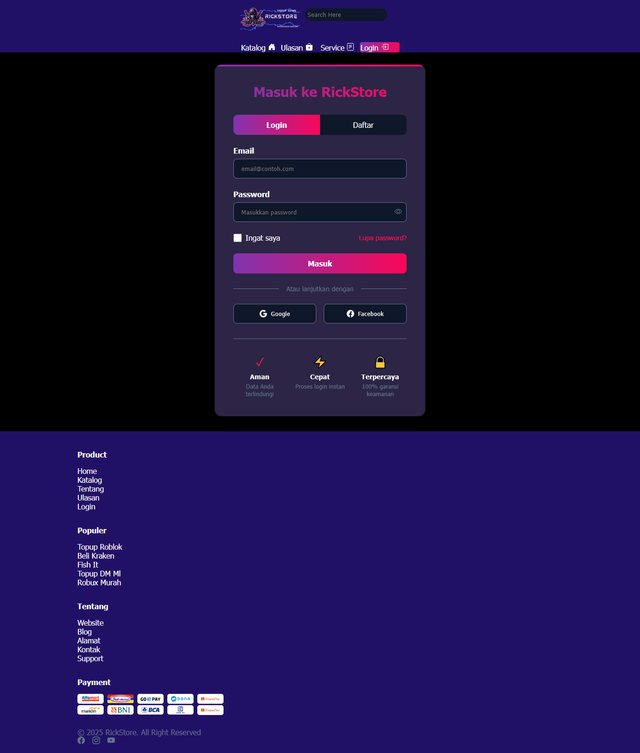 RICKSTORE
Search Here
Katalog Ulasan Service Login
Masuk ke RickStore
Login Daftar
Email
email@contoh.com
Password
Masukkan password
Ingat saya Lupa password?
Masuk
Atau lanjutkan dengan
Google Facebook
Aman Cepat Terpercaya
Data Anda terlindungi
Proses login instan
100% garansi keamanan
Product
Home
Katalog
Tentang
Ulasan
Login
Populer
Topup Roblok
Beli Kraken
Fish It
Topup DM Ml
Robux Murah
Tentang
Website
Blog
Alamat
Kontak
Support
Payment
GOPAY DANA
BNI BCA
© 2025 RickStore. All Right Reserved